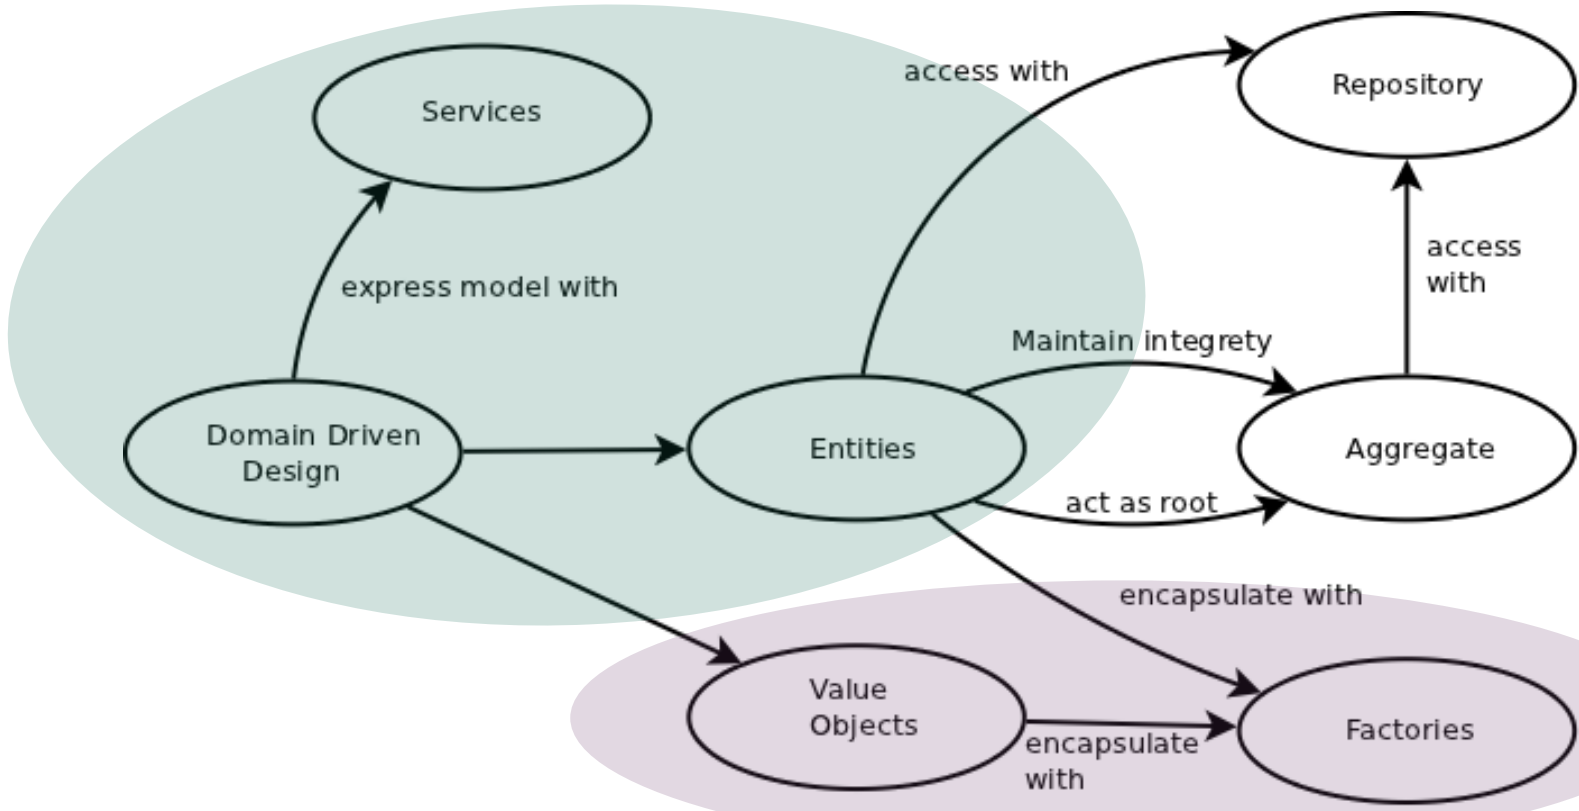 Services
access with
Repository
express model with
access
with
Maintain integrety
Domain Driven
Design
Entities
Aggregate
act as root
encapsulate with
Value
Objects
encapsulate
with
Factories